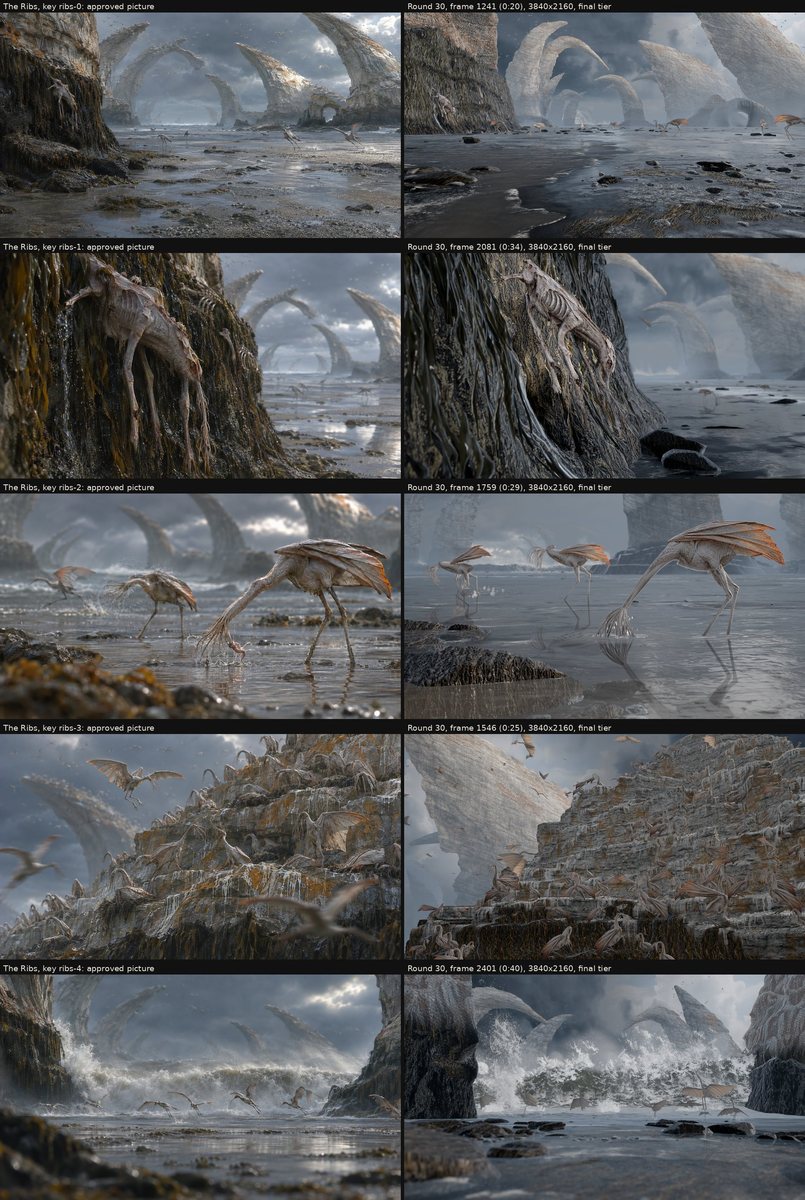 The Ribs, key ribs-0: approved picture
Round 30, frame 1241 (0:20), 3840x2160, final tier
The Ribs, key ribs-1: approved picture
Round 30, frame 2081 (0:34), 3840x2160, final tier
The Ribs, key ribs-2: approved picture
Round 30, frame 1759 (0:29), 3840x2160, final tier
The Ribs, key ribs-3: approved picture
Round 30, frame 1546 (0:25), 3840x2160, final tier
The Ribs, key ribs-4: approved picture
Round 30, frame 2401 (0:40), 3840x2160, final tier